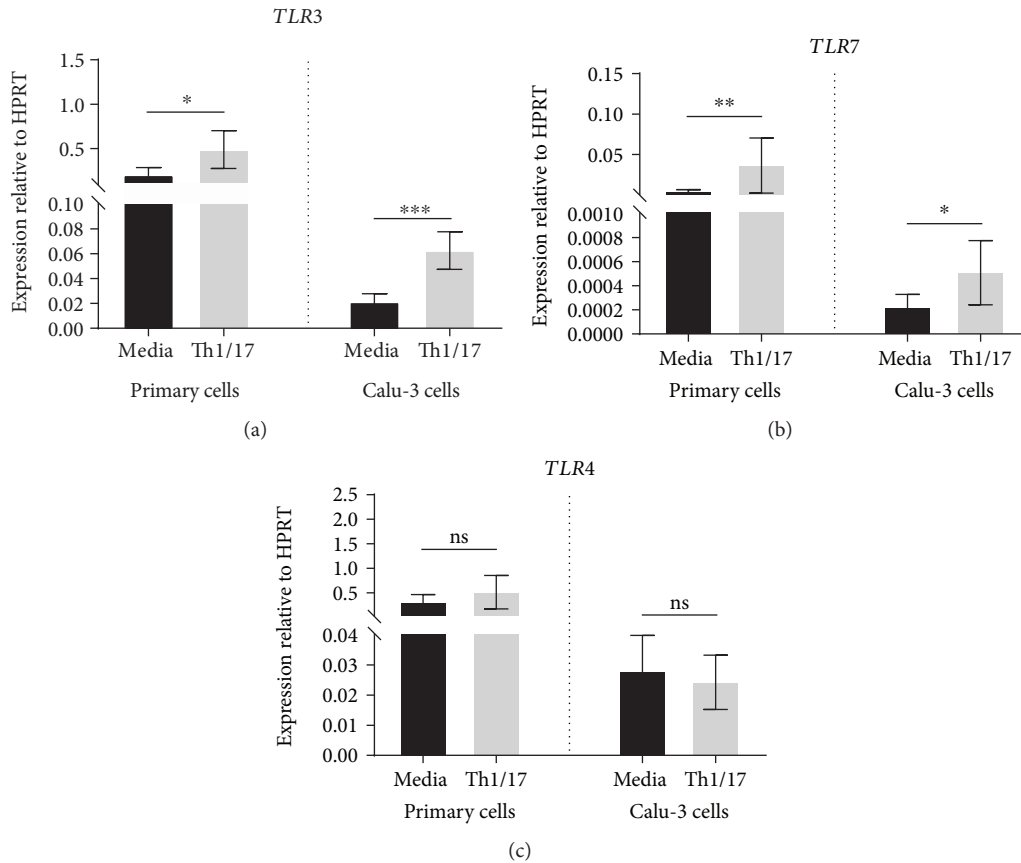 TLR3
Expression relative to HPRT
1.5
1.0
0.5
0.10
0.08
0.06
0.04
0.02
0.00
*
***
Media Th1/17 Media Th1/17
Primary cells Calu-3 cells
(a)
TLR7
Expression relative to HPRT
0.15
0.10
0.05
0.0010
0.0008
0.0006
0.0004
0.0002
0.0000
**
*
Media Th1/17 Media Th1/17
Primary cells Calu-3 cells
(b)
TLR4
Expression relative to HPRT
2.5
2.0
1.5
1.0
0.5
0.04
0.03
0.02
0.01
0.00
ns
ns
Media Th1/17 Media Th1/17
Primary cells Calu-3 cells
(c)